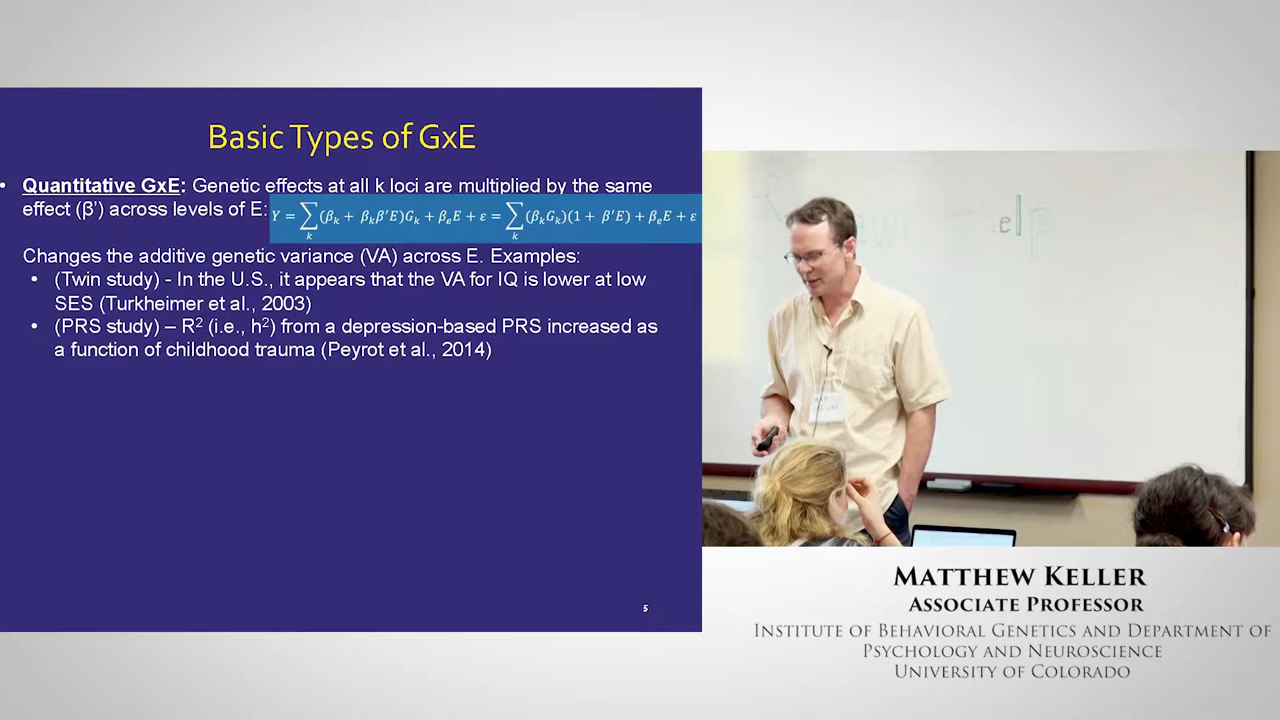 Basic Types of GxE
• Quantitative GxE: Genetic effects at all k loci are multiplied by the same
effect (β’) across levels of E: Y = ∑k (βk + βkβ′E)Gk + βeE + ε = ∑k (βkGk)(1 + β′E) + βeE + ε
Changes the additive genetic variance (VA) across E. Examples:
• (Twin study) - In the U.S., it appears that the VA for IQ is lower at low
SES (Turkheimer et al., 2003)
• (PRS study) – R² (i.e., h²) from a depression-based PRS increased as
a function of childhood trauma (Peyrot et al., 2014)
5
MATTHEW KELLER
ASSOCIATE PROFESSOR
INSTITUTE OF BEHAVIORAL GENETICS AND DEPARTMENT OF
PSYCHOLOGY AND NEUROSCIENCE
UNIVERSITY OF COLORADO